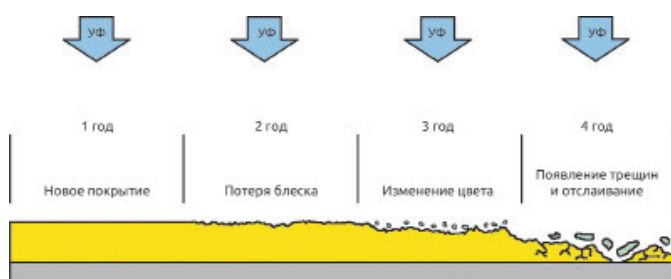 УФ УФ УФ УФ
1 год 2 год 3 год 4 год
Новое покрытие Потеря блеска Изменение цвета Появление трещин
и отслаивание